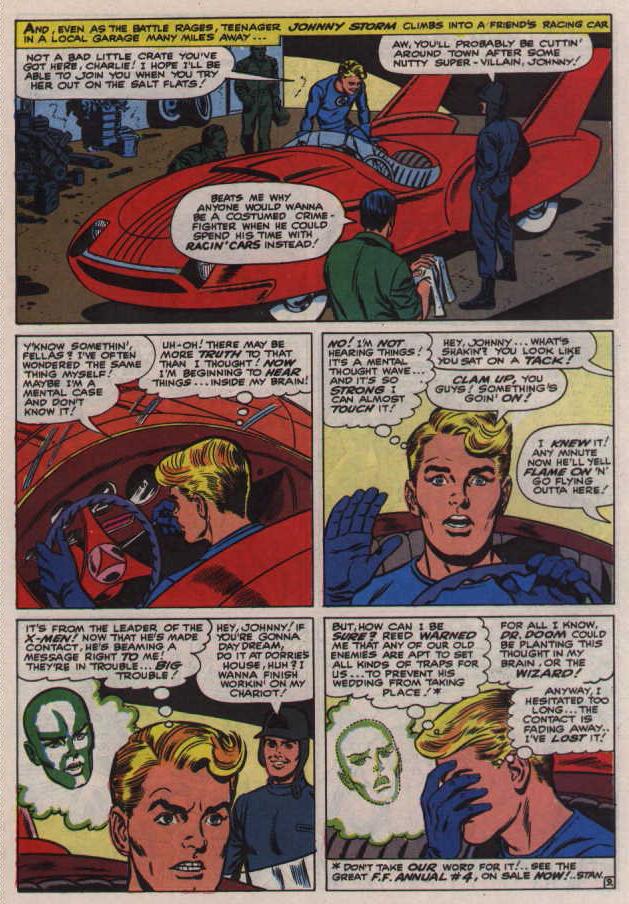 AND, EVEN AS THE BATTLE RAGES, TEENAGER JOHNNY STORM CLIMBS INTO A FRIEND'S RACING CAR
IN A LOCAL GARAGE MANY MILES AWAY...
NOT A BAD LITTLE CRATE YOU'VE
GOT HERE, CHARLIE! I HOPE I'LL BE
ABLE TO JOIN YOU WHEN YOU TRY
HER OUT ON THE SALT FLATS!
AW, YOU'LL PROBABLY BE CUTTIN'
AROUND TOWN AFTER SOME
NUTTY SUPER-VILLAIN, JOHNNY!
BEATS ME WHY
ANYONE WOULD WANNA
BE A COSTUMED CRIME-
FIGHTER WHEN HE COULD
SPEND HIS TIME WITH
RACIN' CARS INSTEAD!
Y'KNOW SOMETHIN',
FELLAS? I'VE OFTEN
WONDERED THE SAME
THING MYSELF!
MAYBE I'M A
MENTAL CASE
AND DON'T
KNOW IT!
UH-OH! THERE MAY BE
MORE TRUTH TO THAT
THAN I THOUGHT! NOW
I'M BEGINNING TO HEAR
THINGS...INSIDE MY BRAIN!
NO! I'M NOT
HEARING THINGS!
IT'S A MENTAL
THOUGHT WAVE...
AND IT'S SO
STRONG I
CAN ALMOST
TOUCH IT!
HEY, JOHNNY...WHAT'S
SHAKIN'? YOU LOOK LIKE
YOU SAT ON A TACK!
CLAM UP, YOU
GUYS! SOMETHING'S
GOIN' ON!
I KNEW IT!
ANY MINUTE
NOW HE'LL YELL
FLAME ON 'N'
GO FLYING
OUTTA HERE!
IT'S FROM THE LEADER OF THE
X-MEN! NOW THAT HE'S MADE
CONTACT, HE'S BEAMING A
MESSAGE RIGHT TO ME!
THEY'RE IN TROUBLE...BIG
TROUBLE!
HEY, JOHNNY! IF
YOU'RE GONNA
DAY DREAM,
DO IT AT DORRIE'S
HOUSE, HUH? I
WANNA FINISH
WORKIN' ON MY
CHARIOT!
BUT, HOW CAN I BE
SURE? REED WARNED
ME THAT ANY OF OUR OLD
ENEMIES ARE APT TO SET
ALL KINDS OF TRAPS FOR
US...TO PREVENT HIS
WEDDING FROM TAKING
PLACE!*
FOR ALL I KNOW,
DR. DOOM COULD
BE PLANTING THIS
THOUGHT IN MY
BRAIN..OR THE
WIZARD!
ANYWAY, I
HESITATED TOO
LONG...THE
CONTACT IS
FADING AWAY..
I'VE LOST IT!
* DON'T TAKE OUR WORD FOR IT!.. SEE THE
GREAT F.F. ANNUAL #4, ON SALE NOW!..STAN.